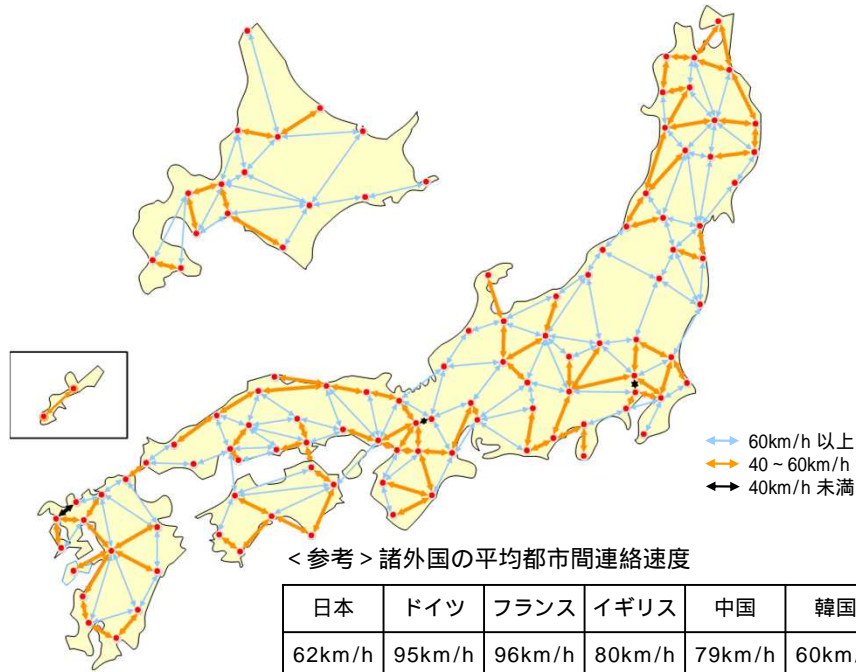 60km/h 以上
40 ~ 60km/h
40km/h 未満
<参考>諸外国の平均都市間連絡速度
日本 ドイツ フランス イギリス 中国 韓国
62km/h 95km/h 96km/h 80km/h 79km/h 60km/